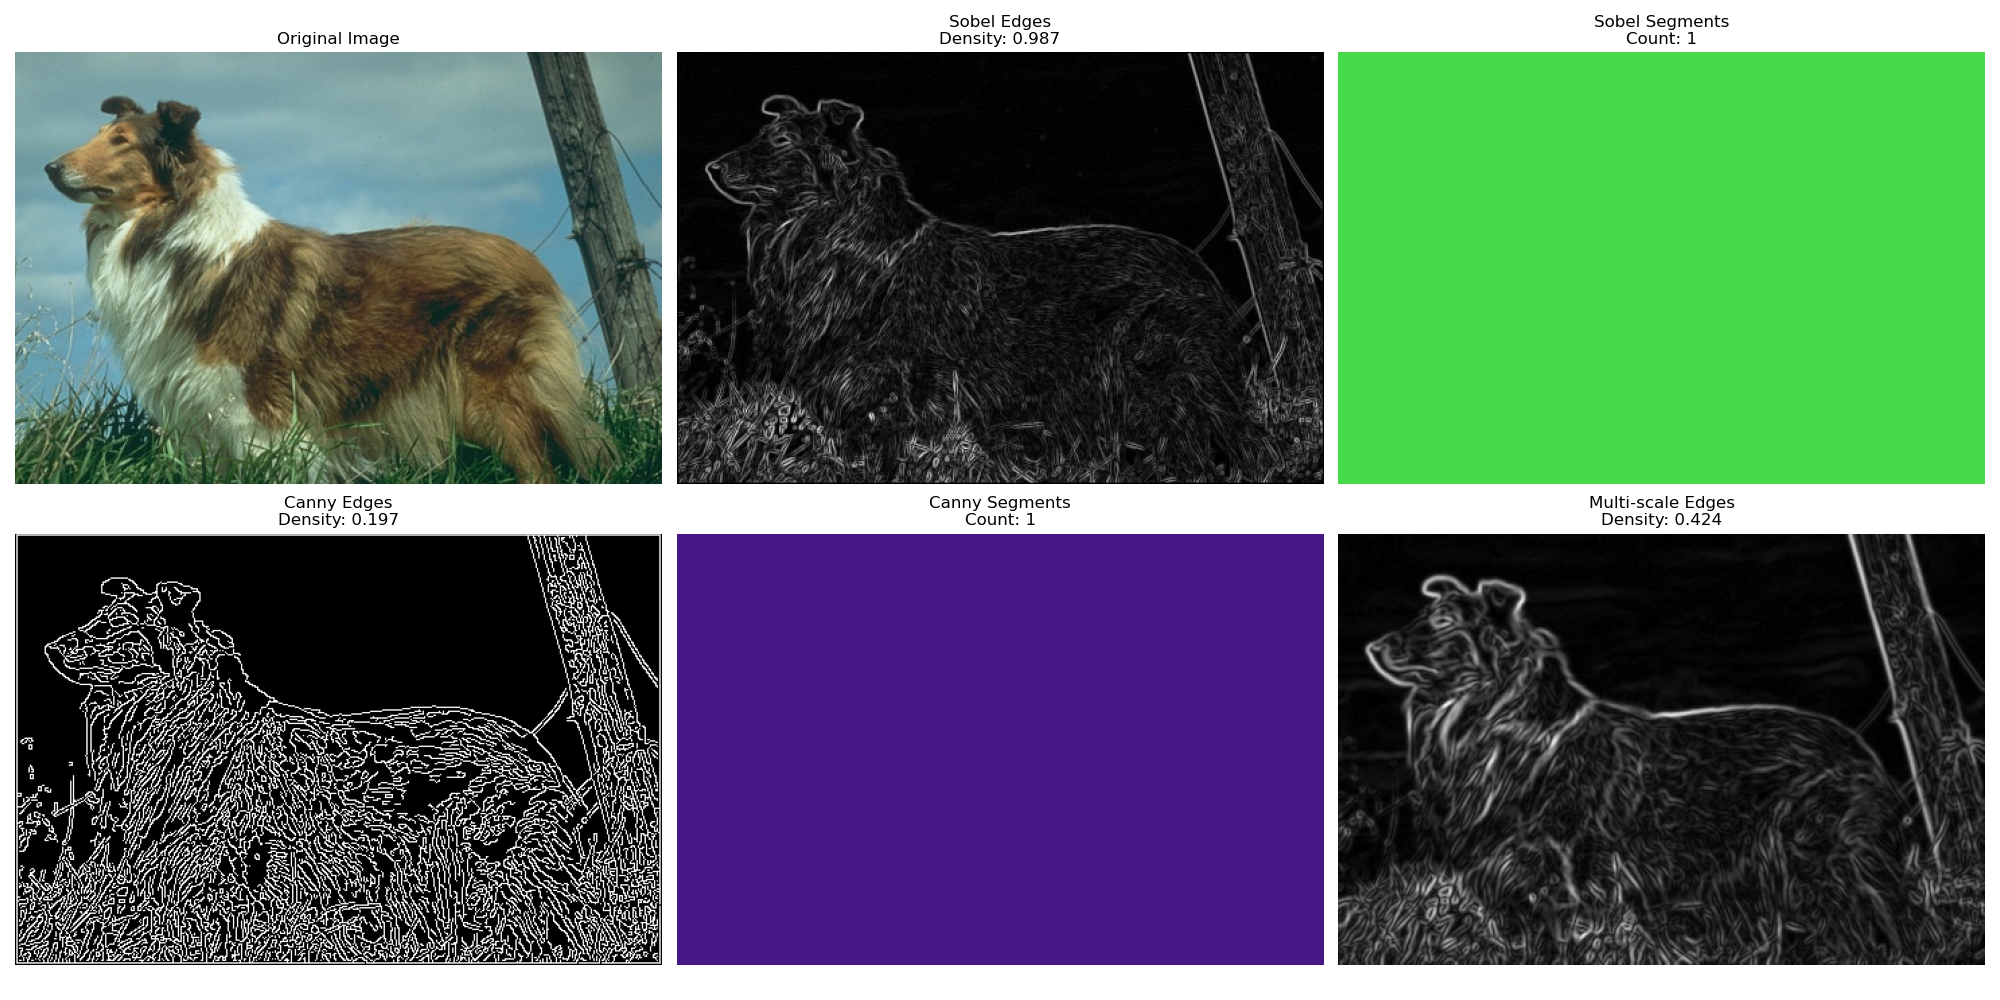 Original Image
Sobel Edges
Density: 0.987
Sobel Segments
Count: 1
Canny Edges
Density: 0.197
Canny Segments
Count: 1
Multi-scale Edges
Density: 0.424